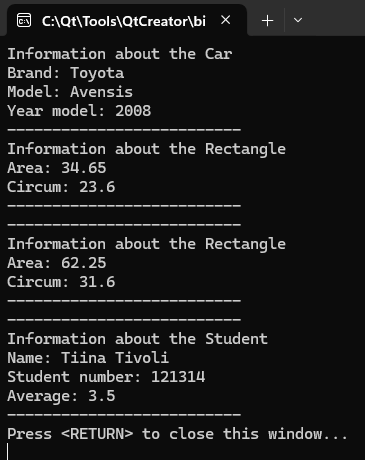 C:\Qt\Tools\QtCreator\bi
Information about the Car
Brand: Toyota
Model: Avensis
Year model: 2008
--------------------------
Information about the Rectangle
Area: 34.65
Circum: 23.6
--------------------------
--------------------------
Information about the Rectangle
Area: 62.25
Circum: 31.6
--------------------------
--------------------------
Information about the Student
Name: Tiina Tivoli
Student number: 121314
Average: 3.5
--------------------------
Press <RETURN> to close this window...